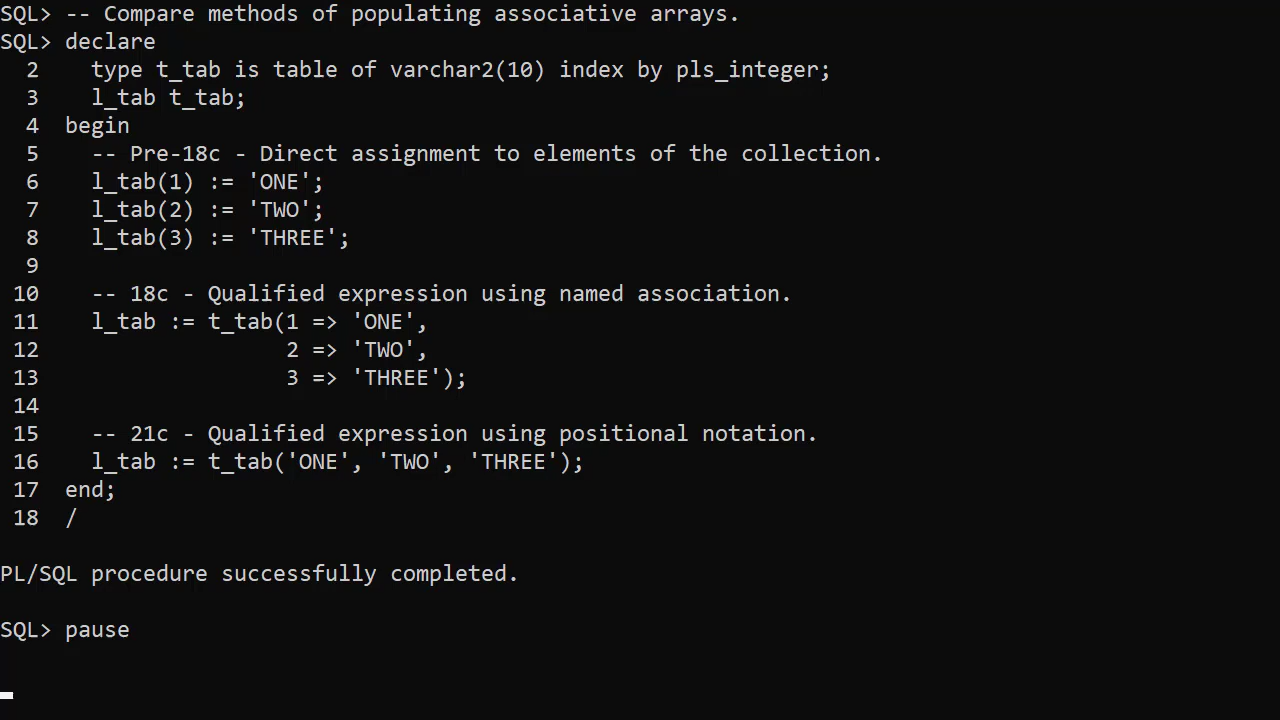 SQL> -- Compare methods of populating associative arrays.
SQL> declare
  2    type t_tab is table of varchar2(10) index by pls_integer;
  3    l_tab t_tab;
  4  begin
  5    -- Pre-18c - Direct assignment to elements of the collection.
  6    l_tab(1) := 'ONE';
  7    l_tab(2) := 'TWO';
  8    l_tab(3) := 'THREE';
  9
 10    -- 18c - Qualified expression using named association.
 11    l_tab := t_tab(1 => 'ONE',
 12                   2 => 'TWO',
 13                   3 => 'THREE');
 14
 15    -- 21c - Qualified expression using positional notation.
 16    l_tab := t_tab('ONE', 'TWO', 'THREE');
 17  end;
 18  /
PL/SQL procedure successfully completed.
SQL> pause